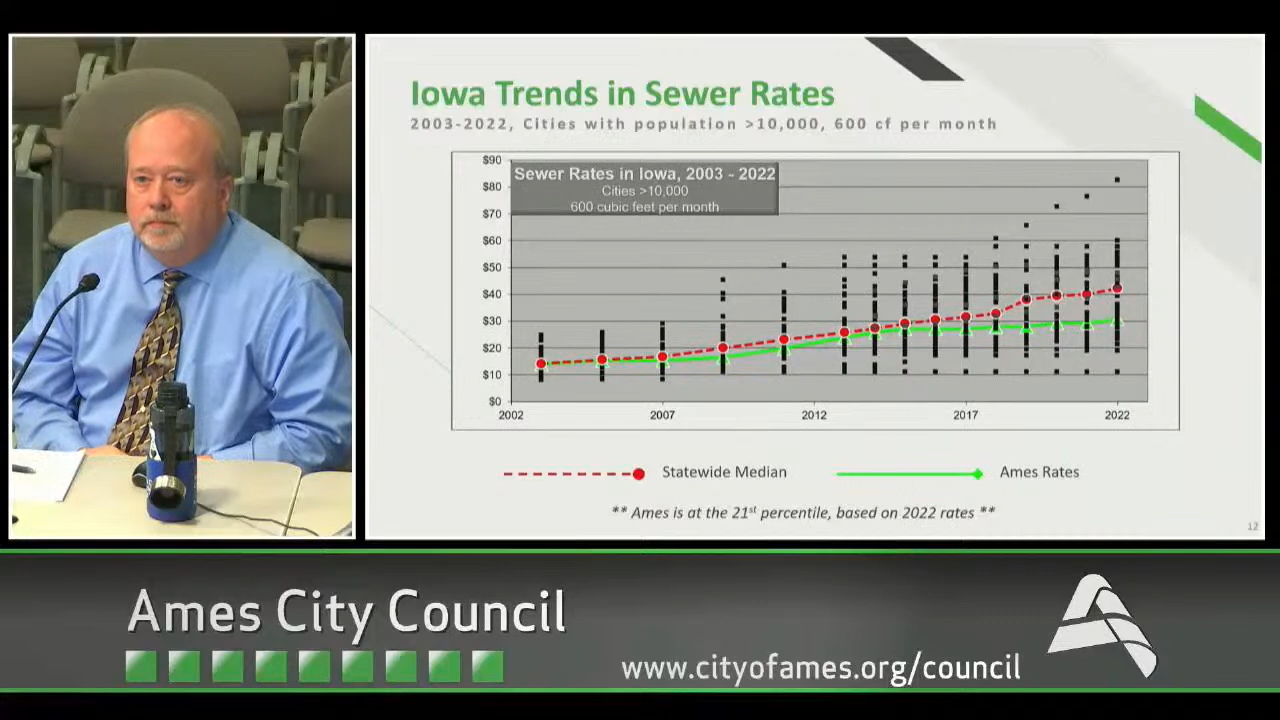 Iowa Trends in Sewer Rates
2003-2022, Cities with population >10,000, 600 cf per month
Sewer Rates in Iowa, 2003 - 2022
Cities >10,000
600 cubic feet per month
$90
$80
$70
$60
$50
$40
$30
$20
$10
$0
2002 2007 2012 2017 2022
Statewide Median Ames Rates
** Ames is at the 21st percentile, based on 2022 rates **
12
Ames City Council
www.cityofames.org/council